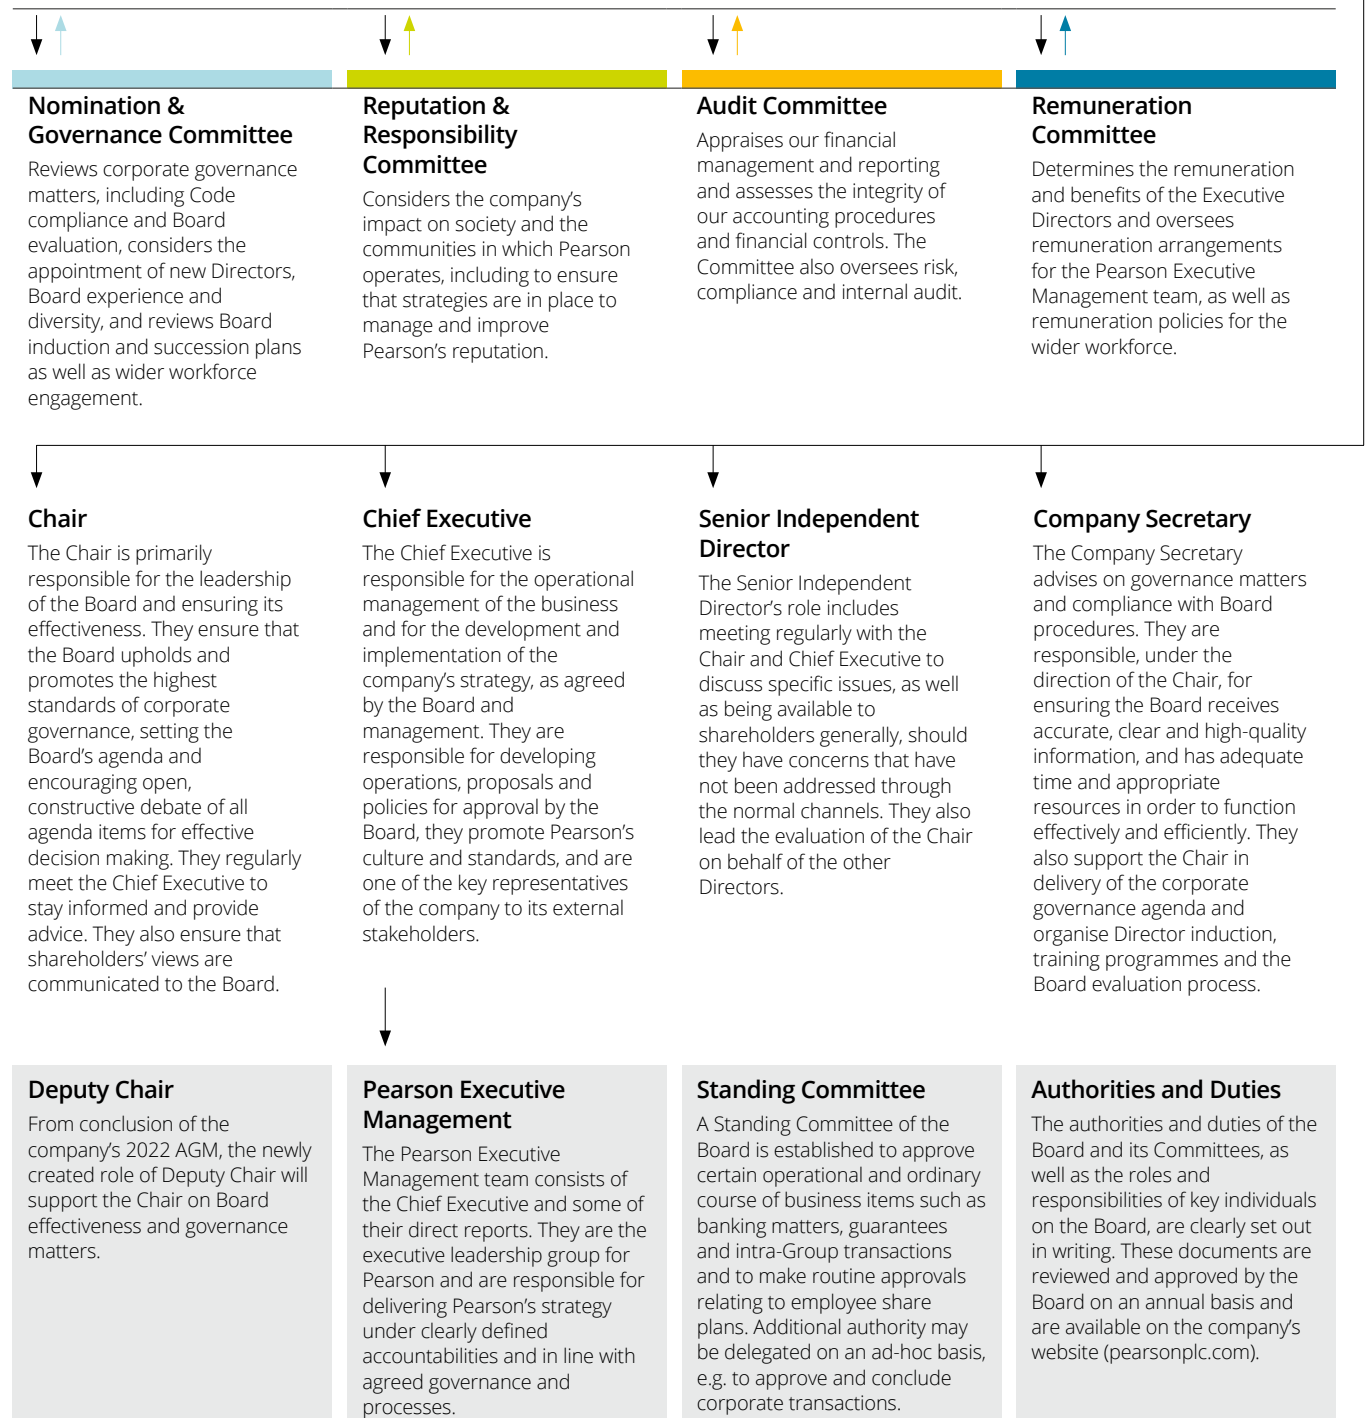 Nomination &
Governance Committee
Reviews corporate governance
matters, including Code
compliance and Board
evaluation, considers the
appointment of new Directors,
Board experience and
diversity, and reviews Board
induction and succession plans
as well as wider workforce
engagement.
Reputation &
Responsibility
Committee
Considers the company’s
impact on society and the
communities in which Pearson
operates, including to ensure
that strategies are in place to
manage and improve
Pearson’s reputation.
Audit Committee
Appraises our financial
management and reporting
and assesses the integrity of
our accounting procedures
and financial controls. The
Committee also oversees risk,
compliance and internal audit.
Remuneration
Committee
Determines the remuneration
and benefits of the Executive
Directors and oversees
remuneration arrangements
for the Pearson Executive
Management team, as well as
remuneration policies for the
wider workforce.
Chair
The Chair is primarily
responsible for the leadership
of the Board and ensuring its
effectiveness. They ensure that
the Board upholds and
promotes the highest
standards of corporate
governance, setting the
Board’s agenda and
encouraging open,
constructive debate of all
agenda items for effective
decision making. They regularly
meet the Chief Executive to
stay informed and provide
advice. They also ensure that
shareholders’ views are
communicated to the Board.
Chief Executive
The Chief Executive is
responsible for the operational
management of the business
and for the development and
implementation of the
company’s strategy, as agreed
by the Board and
management. They are
responsible for developing
operations, proposals and
policies for approval by the
Board, they promote Pearson’s
culture and standards, and are
one of the key representatives
of the company to its external
stakeholders.
Senior Independent
Director
The Senior Independent
Director’s role includes
meeting regularly with the
Chair and Chief Executive to
discuss specific issues, as well
as being available to
shareholders generally, should
they have concerns that have
not been addressed through
the normal channels. They also
lead the evaluation of the Chair
on behalf of the other
Directors.
Company Secretary
The Company Secretary
advises on governance matters
and compliance with Board
procedures. They are
responsible, under the
direction of the Chair, for
ensuring the Board receives
accurate, clear and high-quality
information, and has adequate
time and appropriate
resources in order to function
effectively and efficiently. They
also support the Chair in
delivery of the corporate
governance agenda and
organise Director induction,
training programmes and the
Board evaluation process.
Deputy Chair
From conclusion of the
company’s 2022 AGM, the newly
created role of Deputy Chair will
support the Chair on Board
effectiveness and governance
matters.
Pearson Executive
Management
The Pearson Executive
Management team consists of
the Chief Executive and some of
their direct reports. They are the
executive leadership group for
Pearson and are responsible for
delivering Pearson’s strategy
under clearly defined
accountabilities and in line with
agreed governance and
processes.
Standing Committee
A Standing Committee of the
Board is established to approve
certain operational and ordinary
course of business items such as
banking matters, guarantees
and intra-Group transactions
and to make routine approvals
relating to employee share
plans. Additional authority may
be delegated on an ad-hoc basis,
e.g. to approve and conclude
corporate transactions.
Authorities and Duties
The authorities and duties of the
Board and its Committees, as
well as the roles and
responsibilities of key individuals
on the Board, are clearly set out
in writing. These documents are
reviewed and approved by the
Board on an annual basis and
are available on the company’s
website (pearsonplc.com).